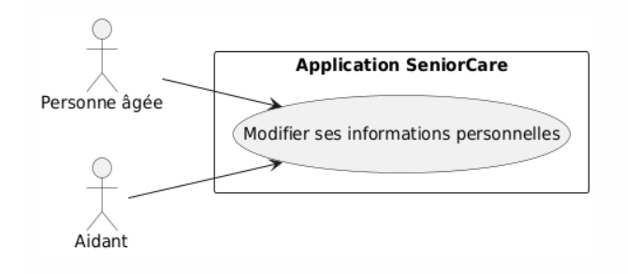 Application SeniorCare
Personne âgée
Modifier ses informations personnelles
Aidant